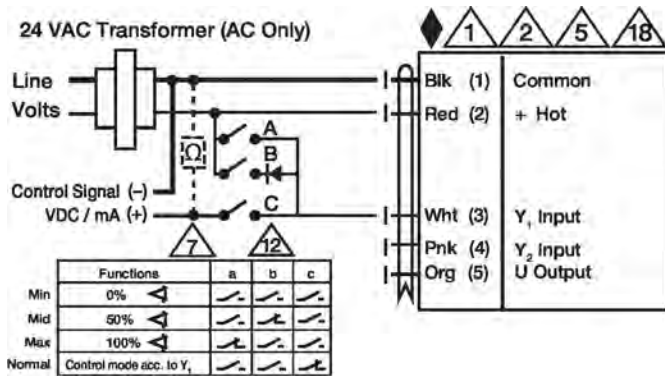 24 VAC Transformer (AC Only)
1 2 5 18
Line
Volts
Blk (1) Common
Red (2) + Hot
A
Ω
B
Control Signal (−)
VDC / mA (+)
C
Wht (3) Y₁ Input
Pnk (4) Y₂ Input
Org (5) U Output
7 12
Functions a b c
Min 0%
Mid 50%
Max 100%
Normal Control mode acc. to Y₁